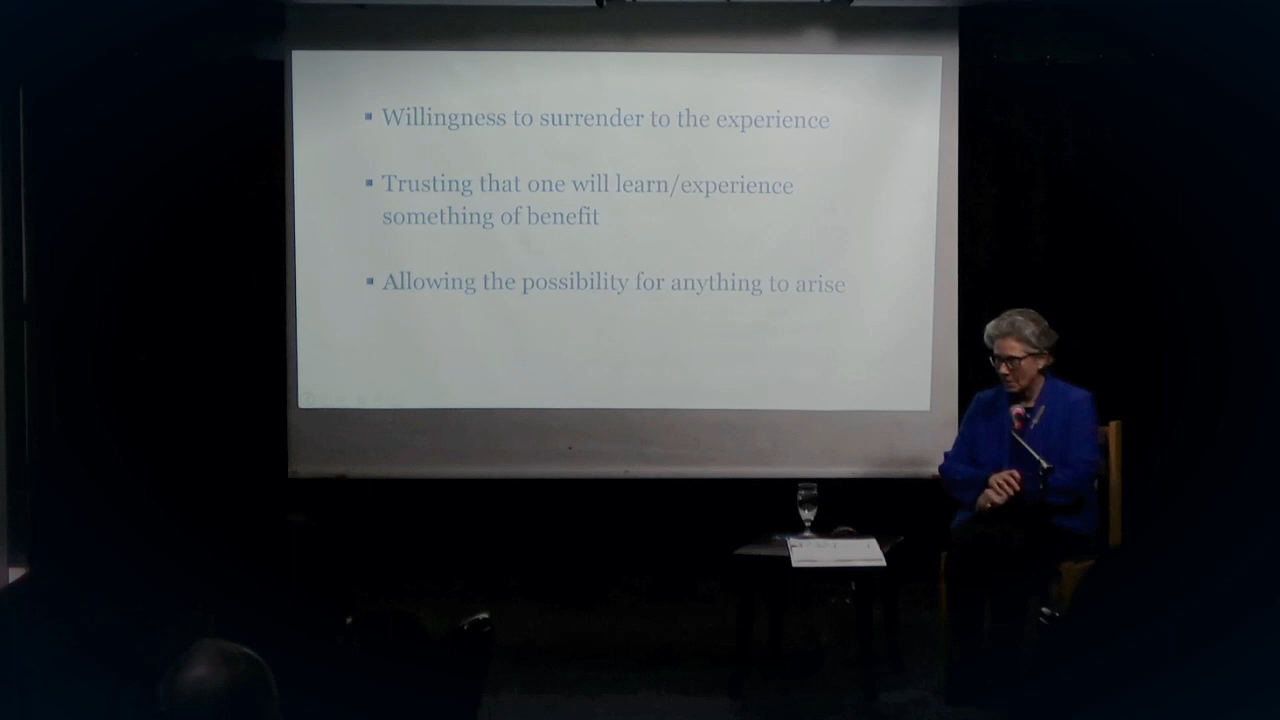 ▪ Willingness to surrender to the experience
▪ Trusting that one will learn/experience
something of benefit
▪ Allowing the possibility for anything to arise